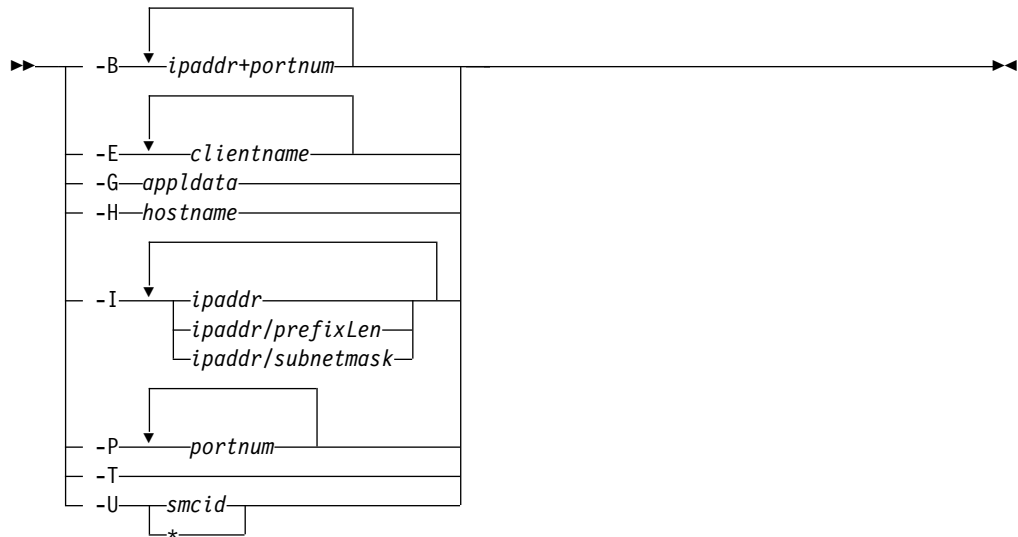 -B ipaddr+portnum
-E clientname
-G appldata
-H hostname
-I ipaddr
ipaddr/prefixLen
ipaddr/subnetmask
-P portnum
-T
-U smcid
*